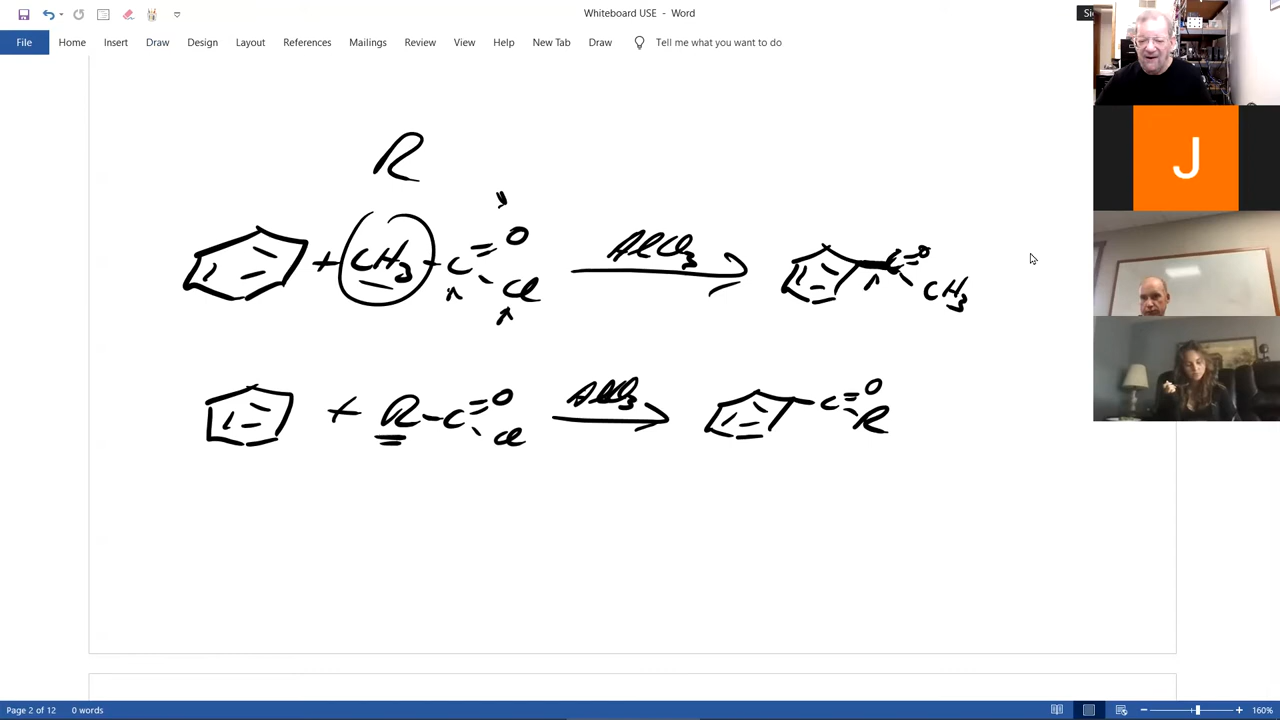 Whiteboard USE - Word
Si
File Home Insert Draw Design Layout References Mailings Review View Help New Tab Draw Tell me what you want to do
J
R
+ CH3 - C = O Cl AlCl3 C = O CH3
+ R - C = O Cl AlCl3 C = O R
Page 2 of 12 0 words 160%